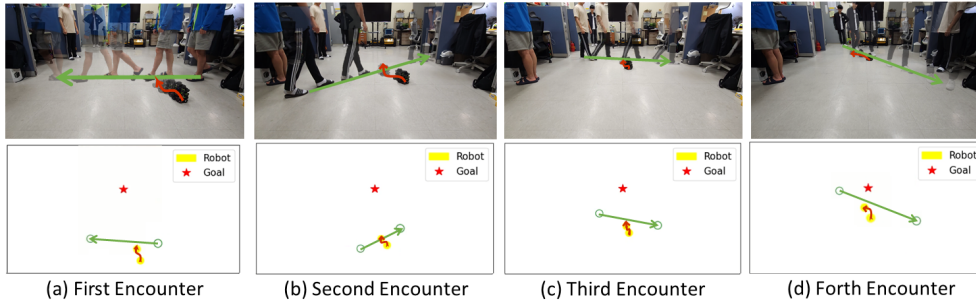 Robot
Goal
Robot
Goal
Robot
Goal
Robot
Goal
(a) First Encounter
(b) Second Encounter
(c) Third Encounter
(d) Forth Encounter